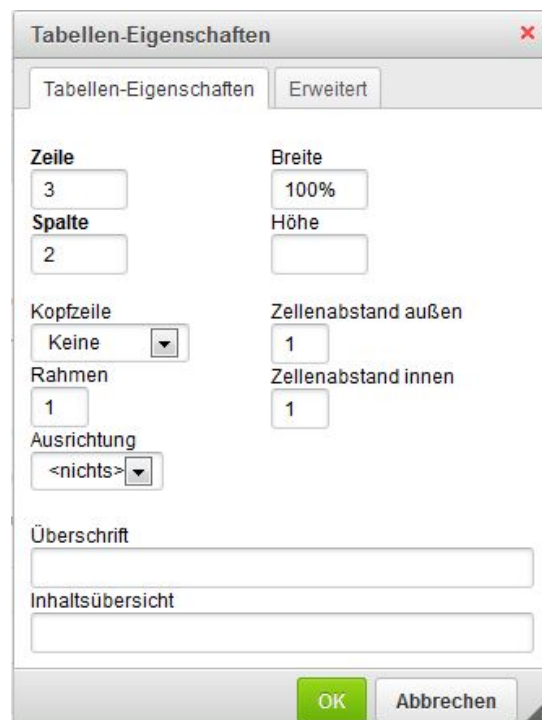 Tabellen-Eigenschaften
Tabellen-Eigenschaften Erweitert
Zeile Breite
3 100%
Spalte Höhe
2
Kopfzeile Zellenabstand außen
Keine 1
Rahmen Zellenabstand innen
1 1
Ausrichtung
<nichts>
Überschrift
Inhaltsübersicht
OK Abbrechen